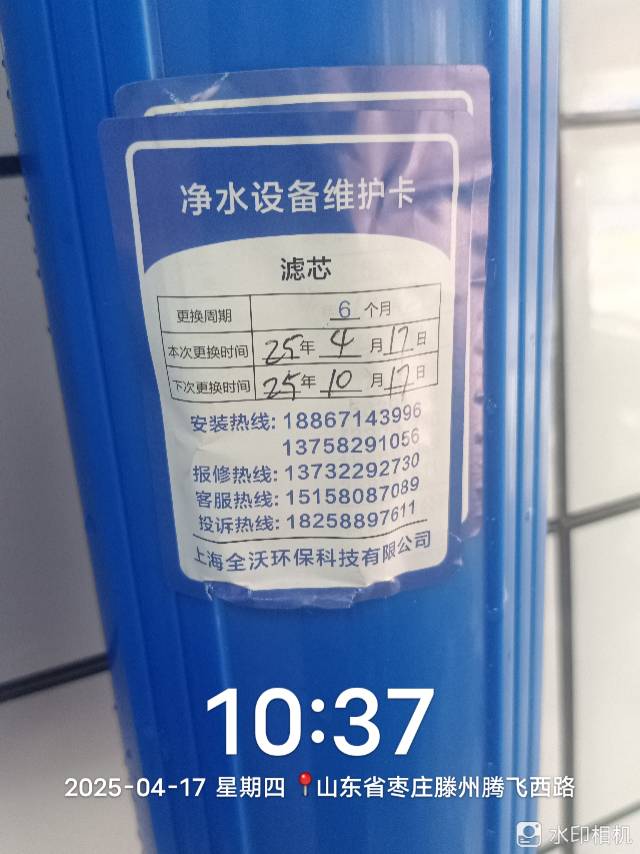 净水设备维护卡
滤芯
更换周期 6 个月
本次更换时间 25年 4 月 17日
下次更换时间 25年 10 月 17日
安装热线: 18867143996
13758291056
报修热线: 13732292730
客服热线: 15158087089
投诉热线: 18258897611
上海全沃环保科技有限公司
10:37
2025-04-17 星期四 📍山东省枣庄滕州腾飞西路
水印相机